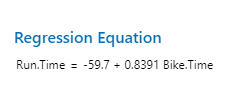 Regression Equation
Run.Time = -59.7 + 0.8391 Bike.Time